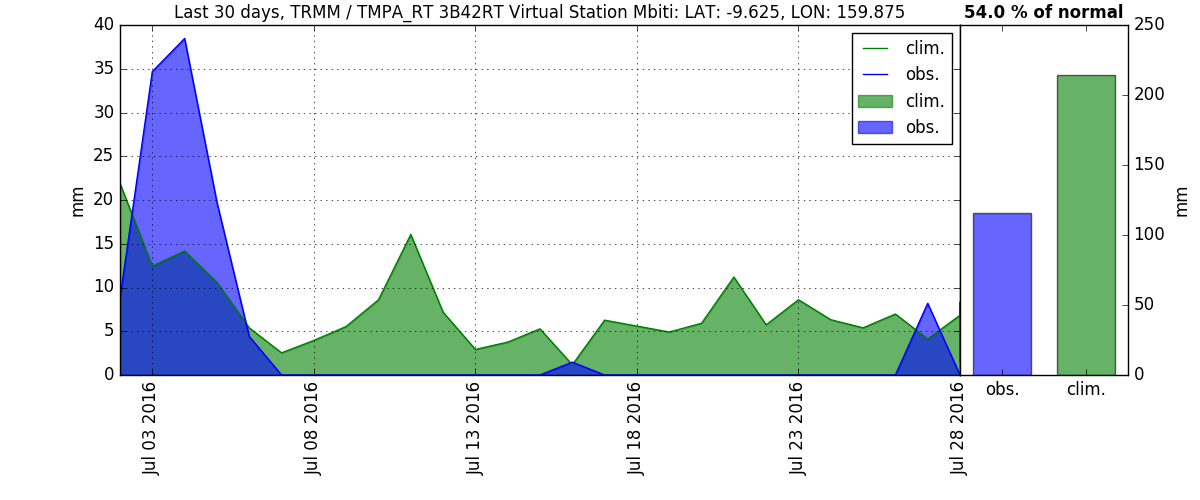 Last 30 days, TRMM / TMPA_RT 3B42RT Virtual Station Mbiti: LAT: -9.625, LON: 159.875
54.0 % of normal
40
35
30
25
20
15
10
5
0
mm
clim.
obs.
clim.
obs.
Jul 03 2016
Jul 08 2016
Jul 13 2016
Jul 18 2016
Jul 23 2016
Jul 28 2016
obs.
clim.
250
200
150
100
50
0
mm